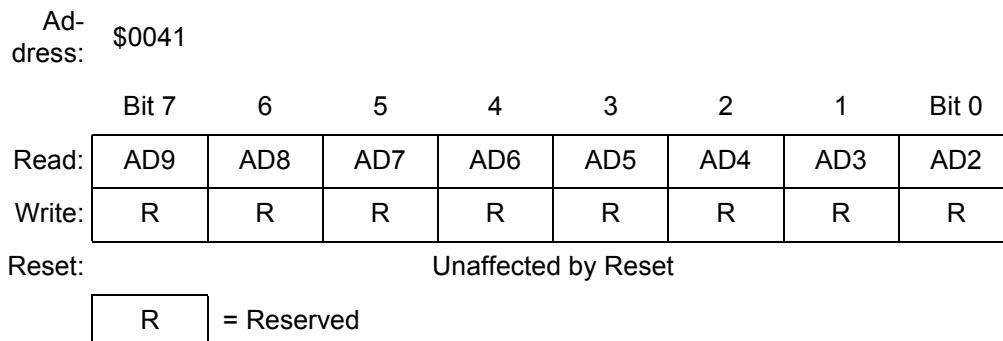 Ad-
dress: $0041
Bit 7 6 5 4 3 2 1 Bit 0
Read: AD9 AD8 AD7 AD6 AD5 AD4 AD3 AD2
Write: R R R R R R R R
Reset: Unaffected by Reset
R = Reserved